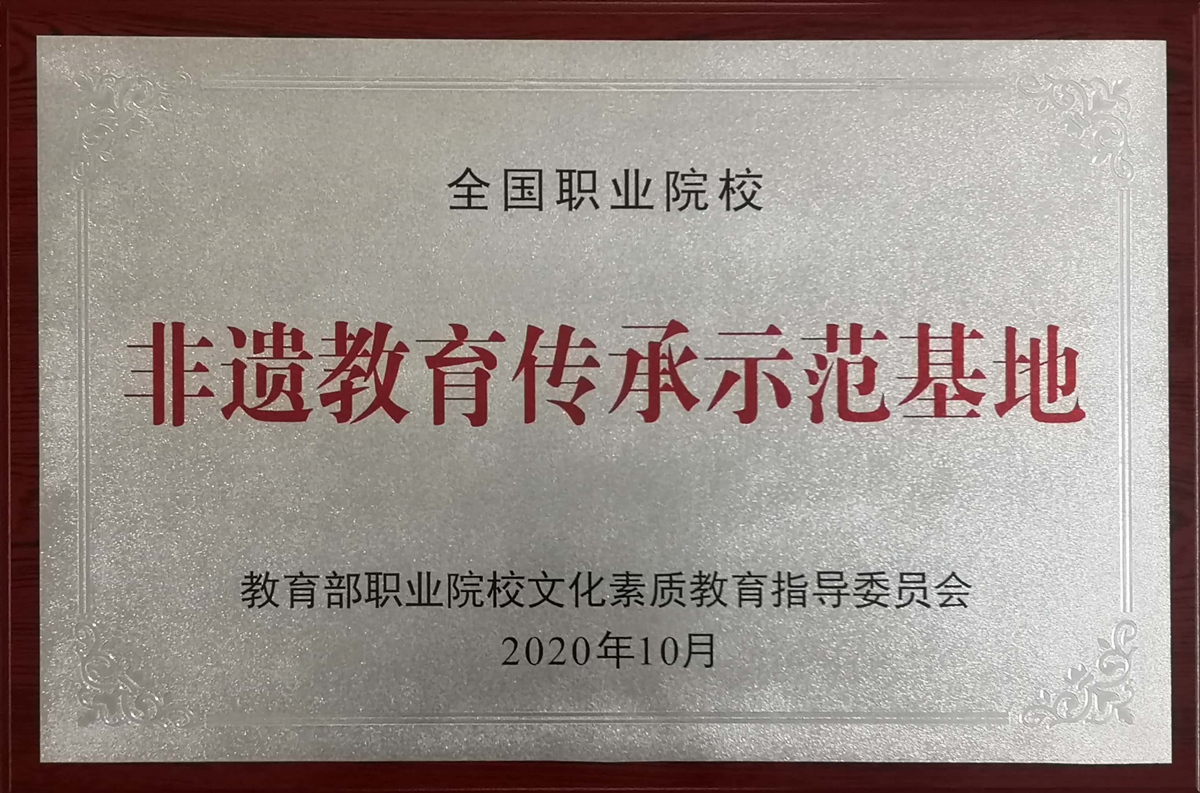 全国职业院校
非遗教育传承示范基地
教育部职业院校文化素质教育指导委员会
2020年10月